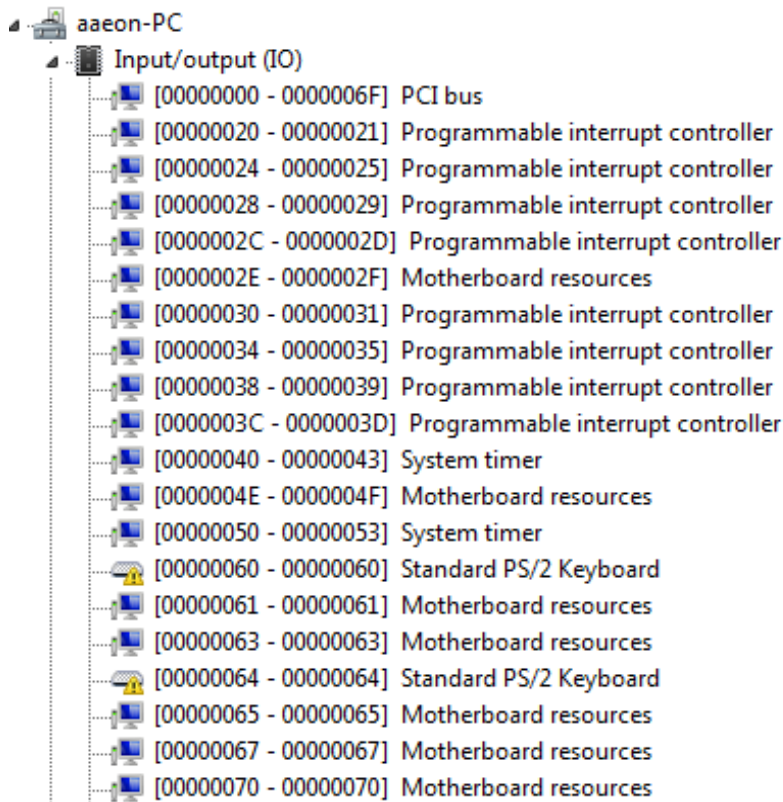 aaeon-PC
Input/output (IO)
[00000000 - 0000006F] PCI bus
[00000020 - 00000021] Programmable interrupt controller
[00000024 - 00000025] Programmable interrupt controller
[00000028 - 00000029] Programmable interrupt controller
[0000002C - 0000002D] Programmable interrupt controller
[0000002E - 0000002F] Motherboard resources
[00000030 - 00000031] Programmable interrupt controller
[00000034 - 00000035] Programmable interrupt controller
[00000038 - 00000039] Programmable interrupt controller
[0000003C - 0000003D] Programmable interrupt controller
[00000040 - 00000043] System timer
[0000004E - 0000004F] Motherboard resources
[00000050 - 00000053] System timer
[00000060 - 00000060] Standard PS/2 Keyboard
[00000061 - 00000061] Motherboard resources
[00000063 - 00000063] Motherboard resources
[00000064 - 00000064] Standard PS/2 Keyboard
[00000065 - 00000065] Motherboard resources
[00000067 - 00000067] Motherboard resources
[00000070 - 00000070] Motherboard resources